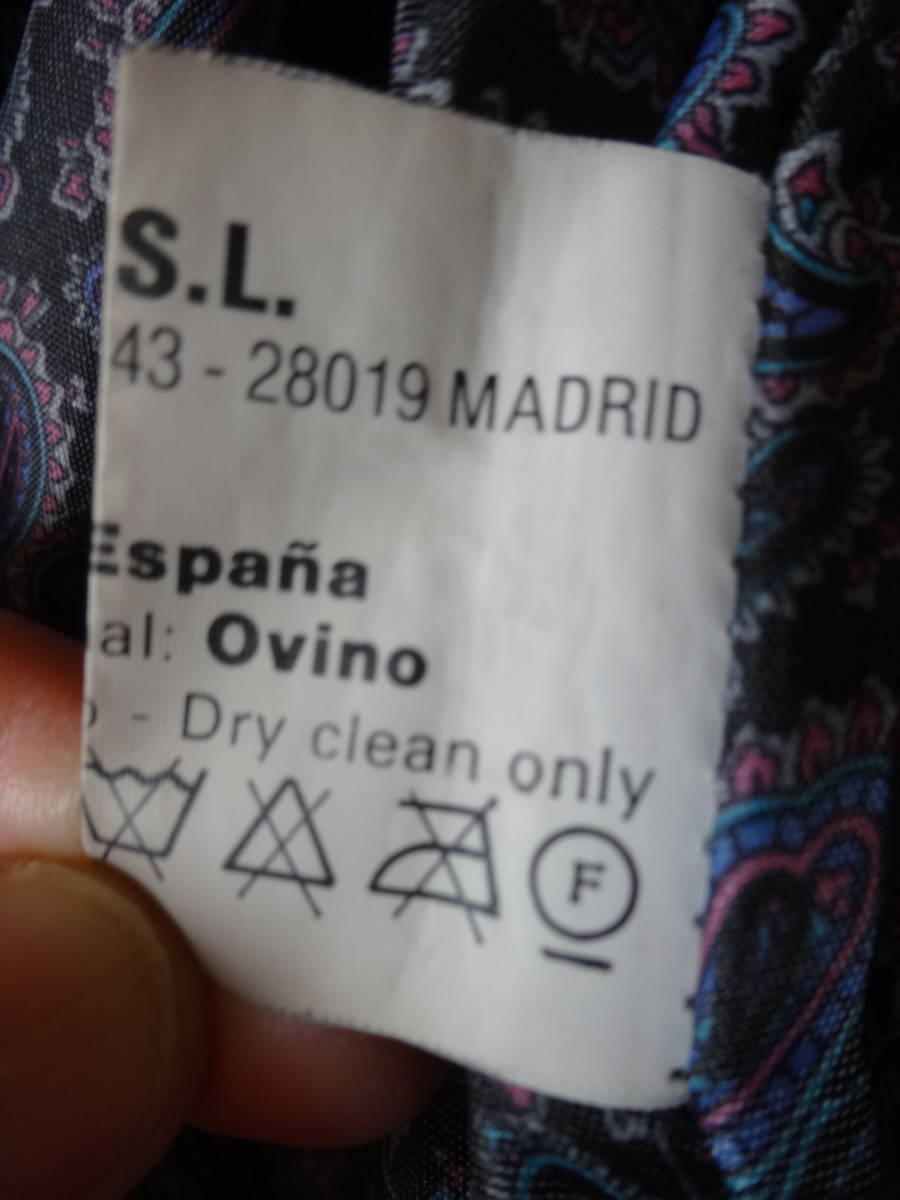 S.L.
43 - 28019 MADRID
España
al: Ovino
- Dry clean only
F